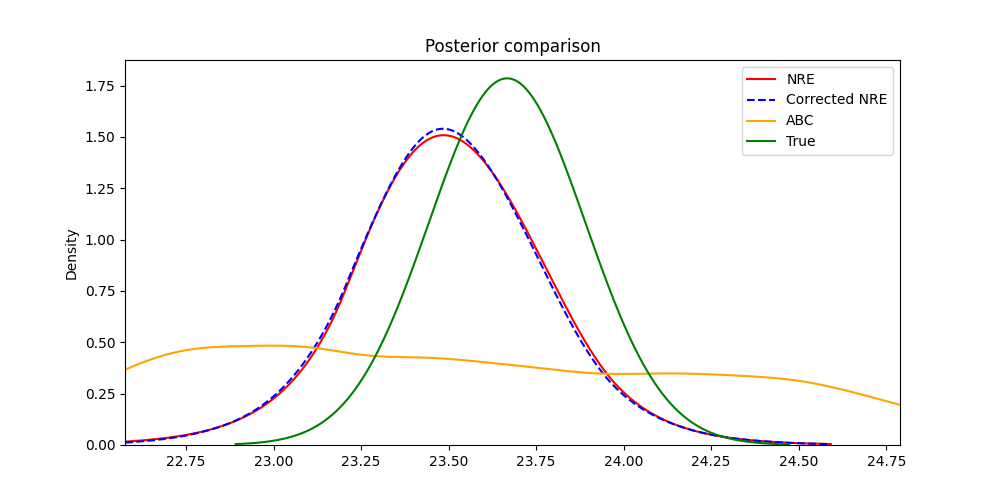 Posterior comparison
NRE
Corrected NRE
ABC
True
Density
1.75
1.50
1.25
1.00
0.75
0.50
0.25
0.00
22.75 23.00 23.25 23.50 23.75 24.00 24.25 24.50 24.75